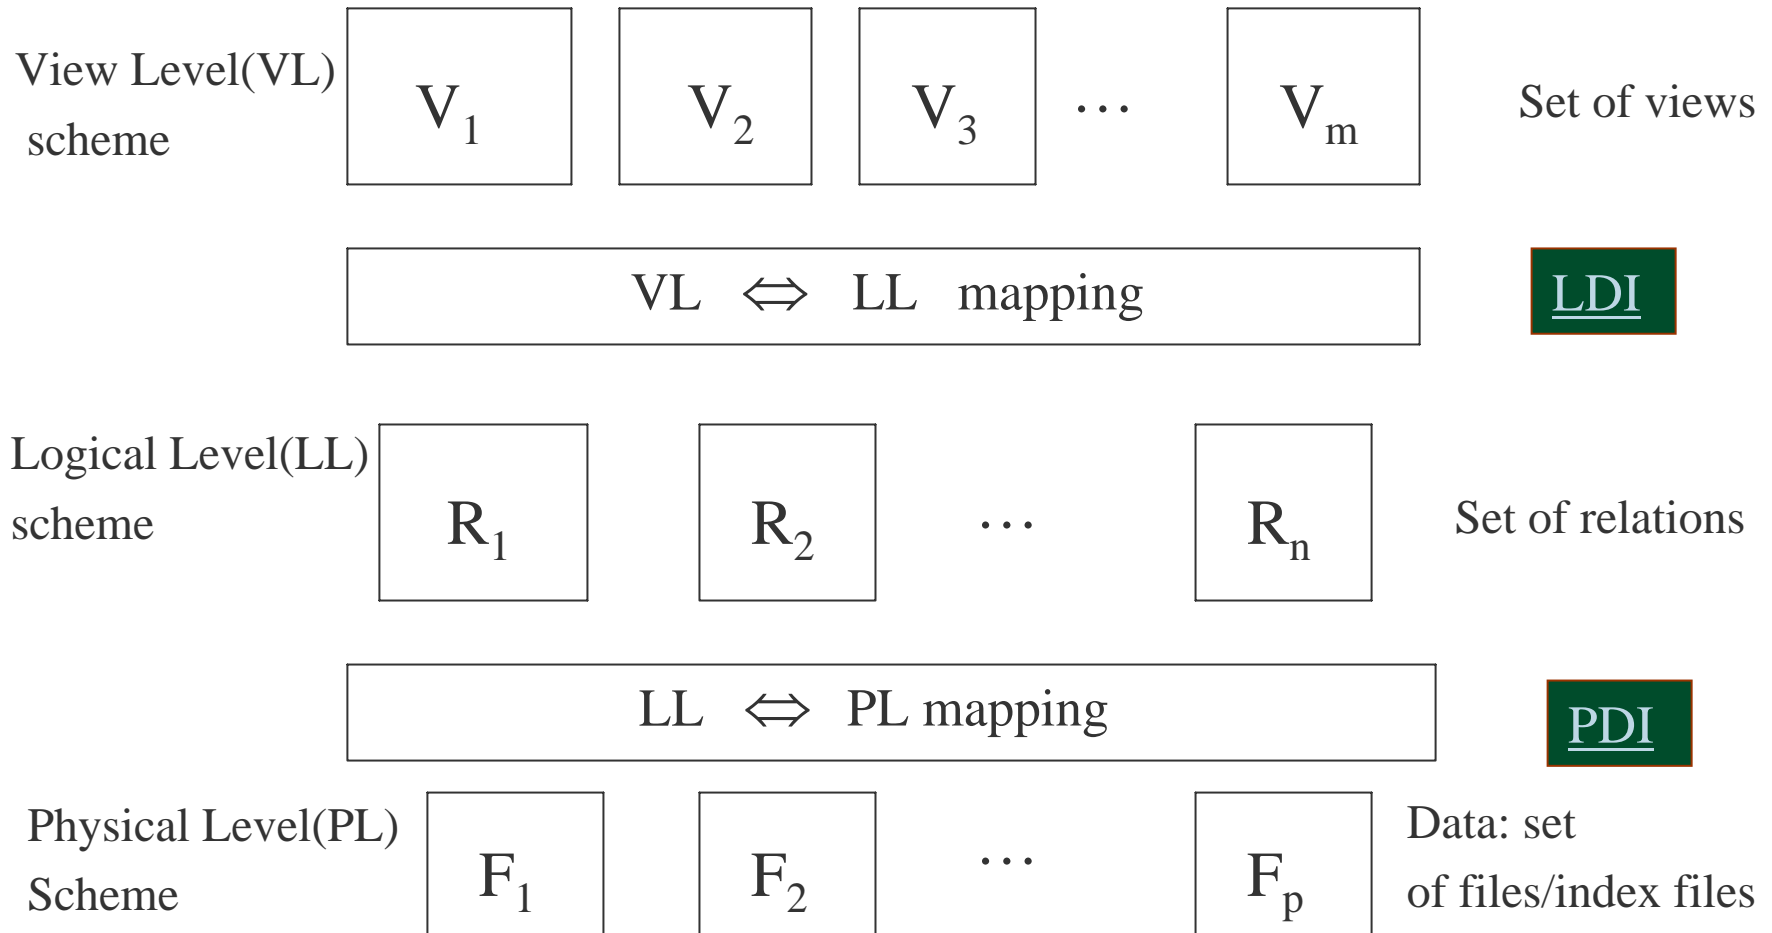 View Level(VL)
scheme
V1 V2 V3 ⋯ Vm
Set of views
VL ⇔ LL mapping
LDI
Logical Level(LL)
scheme
R1 R2 ⋯ Rn
Set of relations
LL ⇔ PL mapping
PDI
Physical Level(PL)
Scheme
F1 F2 ⋯ Fp
Data: set
of files/index files